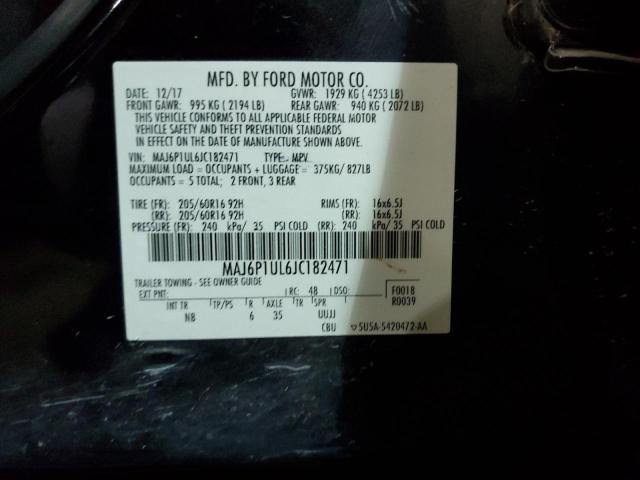 MFD. BY FORD MOTOR CO.
DATE: 12/17 GVWR: 1929 KG ( 4253 LB)
FRONT GAWR: 995 KG ( 2194 LB) REAR GAWR: 940 KG ( 2072 LB)
THIS VEHICLE CONFORMS TO ALL APPLICABLE FEDERAL MOTOR
VEHICLE SAFETY AND THEFT PREVENTION STANDARDS
IN EFFECT ON THE DATE OF MANUFACTURE SHOWN ABOVE.
VIN: MAJ6P1UL6JC182471 TYPE: MPV
MAXIMUM LOAD = OCCUPANTS + LUGGAGE = 375KG/ 827LB
OCCUPANTS = 5 TOTAL; 2 FRONT, 3 REAR
TIRE (FR): 205/60R16 92H RIMS (FR): 16x6.5J
(RR): 205/60R16 92H (RR): 16x6.5J
PRESSURE (FR): 240 kPa/ 35 PSI COLD (RR): 240 kPa/ 35 PSI COLD
MAJ6P1UL6JC182471
TRAILER TOWING - SEE OWNER GUIDE
EXT PNT: RC: 48 DSO: F0018
INT TR TP/PS R AXLE TR SPR R0039
NB 6 35 UUJJ
CBU 5U5A-5420472-AA